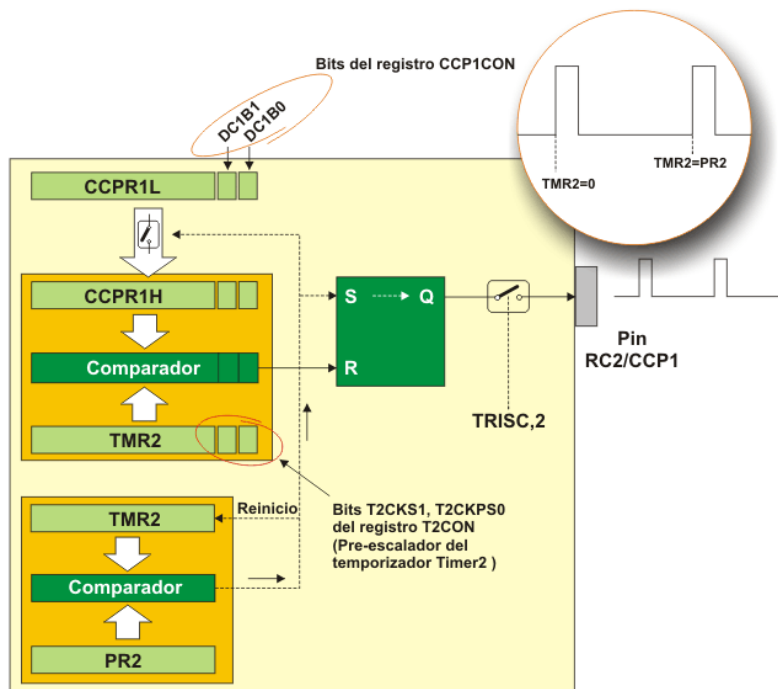 Bits del registro CCP1CON
DC1B1
DC1B0
TMR2=0
TMR2=PR2
CCPR1L
CCPR1H
Comparador
TMR2
S
Q
R
Pin
RC2/CCP1
TRISC,2
Reinicio
Bits T2CKS1, T2CKPS0
del registro T2CON
(Pre-escalador del
temporizador Timer2 )
TMR2
Comparador
PR2